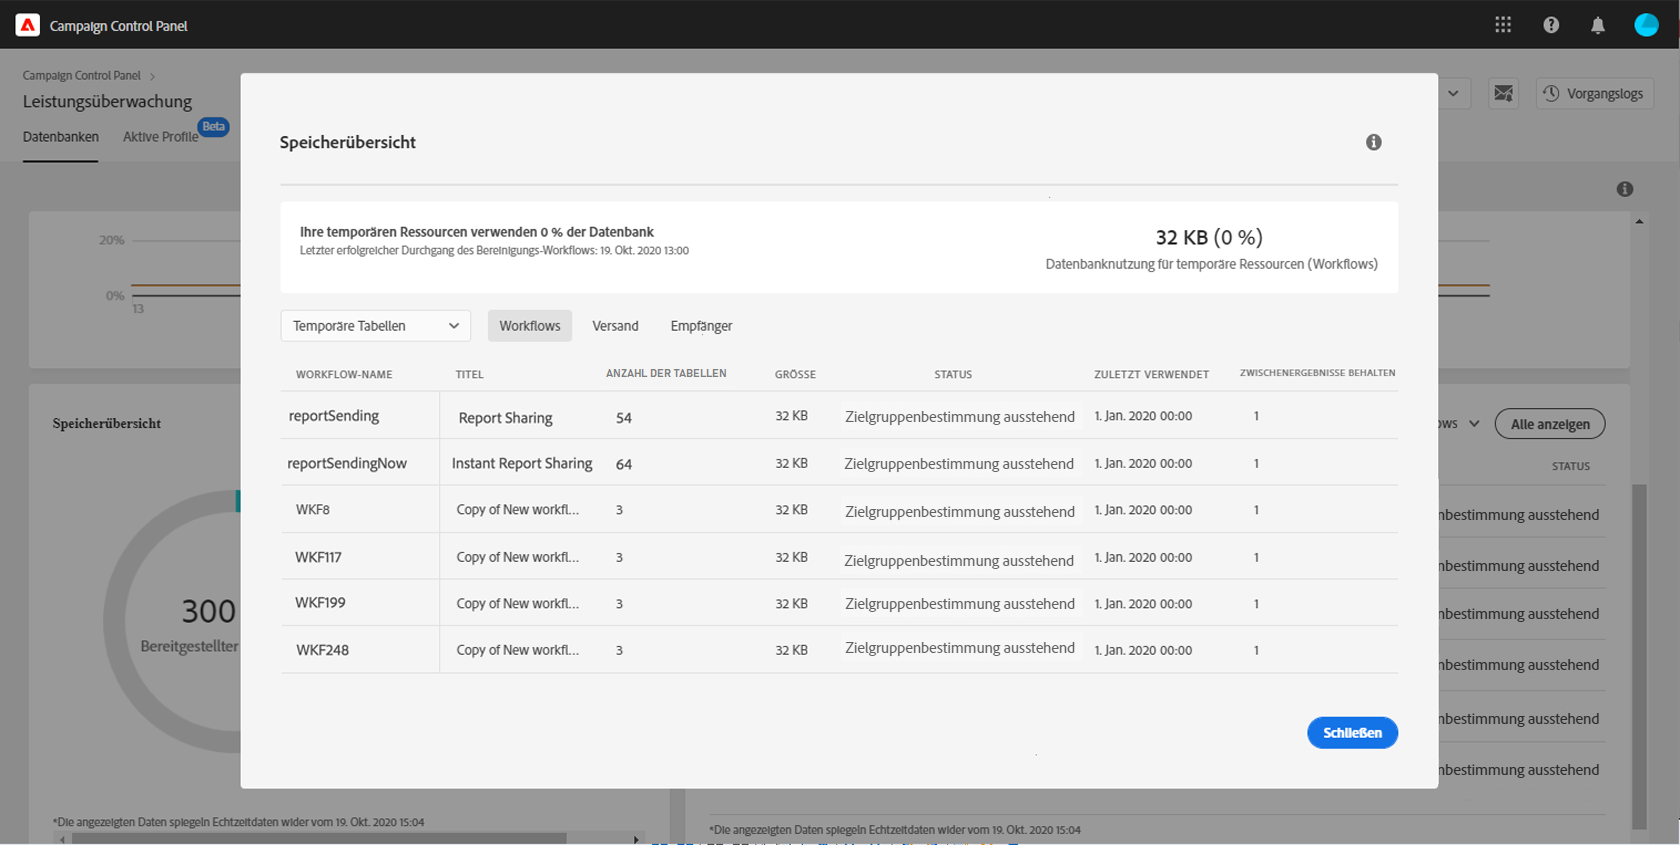 Campaign Control Panel
Campaign Control Panel
Leistungsüberwachung
Datenbanken Aktive Profile Beta
Vorgangslogs
Speicherübersicht
Ihre temporären Ressourcen verwenden 0 % der Datenbank
Letzter erfolgreicher Durchgang des Bereinigungs-Workflows: 19. Okt. 2020 13:00
32 KB (0 %)
Datenbanknutzung für temporäre Ressourcen (Workflows)
20%
0%
13
Temporäre Tabellen Workflows Versand Empfänger
WORKFLOW-NAME TITEL ANZAHL DER TABELLEN GRÖSSE STATUS ZULETZT VERWENDET ZWISCHENERGEBNISSE BEHALTEN
reportSending Report Sharing 54 32 KB Zielgruppenbestimmung ausstehend 1. Jan. 2020 00:00 1
reportSendingNow Instant Report Sharing 64 32 KB Zielgruppenbestimmung ausstehend 1. Jan. 2020 00:00 1
WKF8 Copy of New workfl... 3 32 KB Zielgruppenbestimmung ausstehend 1. Jan. 2020 00:00 1
WKF117 Copy of New workfl... 3 32 KB Zielgruppenbestimmung ausstehend 1. Jan. 2020 00:00 1
WKF199 Copy of New workfl... 3 32 KB Zielgruppenbestimmung ausstehend 1. Jan. 2020 00:00 1
WKF248 Copy of New workfl... 3 32 KB Zielgruppenbestimmung ausstehend 1. Jan. 2020 00:00 1
Schließen
Speicherübersicht
300
Bereitgestellter
*Die angezeigten Daten spiegeln Echtzeitdaten wider vom 19. Okt. 2020 15:04
ows Alle anzeigen
STATUS
nbestimmung ausstehend
nbestimmung ausstehend
nbestimmung ausstehend
nbestimmung ausstehend
nbestimmung ausstehend
nbestimmung ausstehend
*Die angezeigten Daten spiegeln Echtzeitdaten wider vom 19. Okt. 2020 15:04